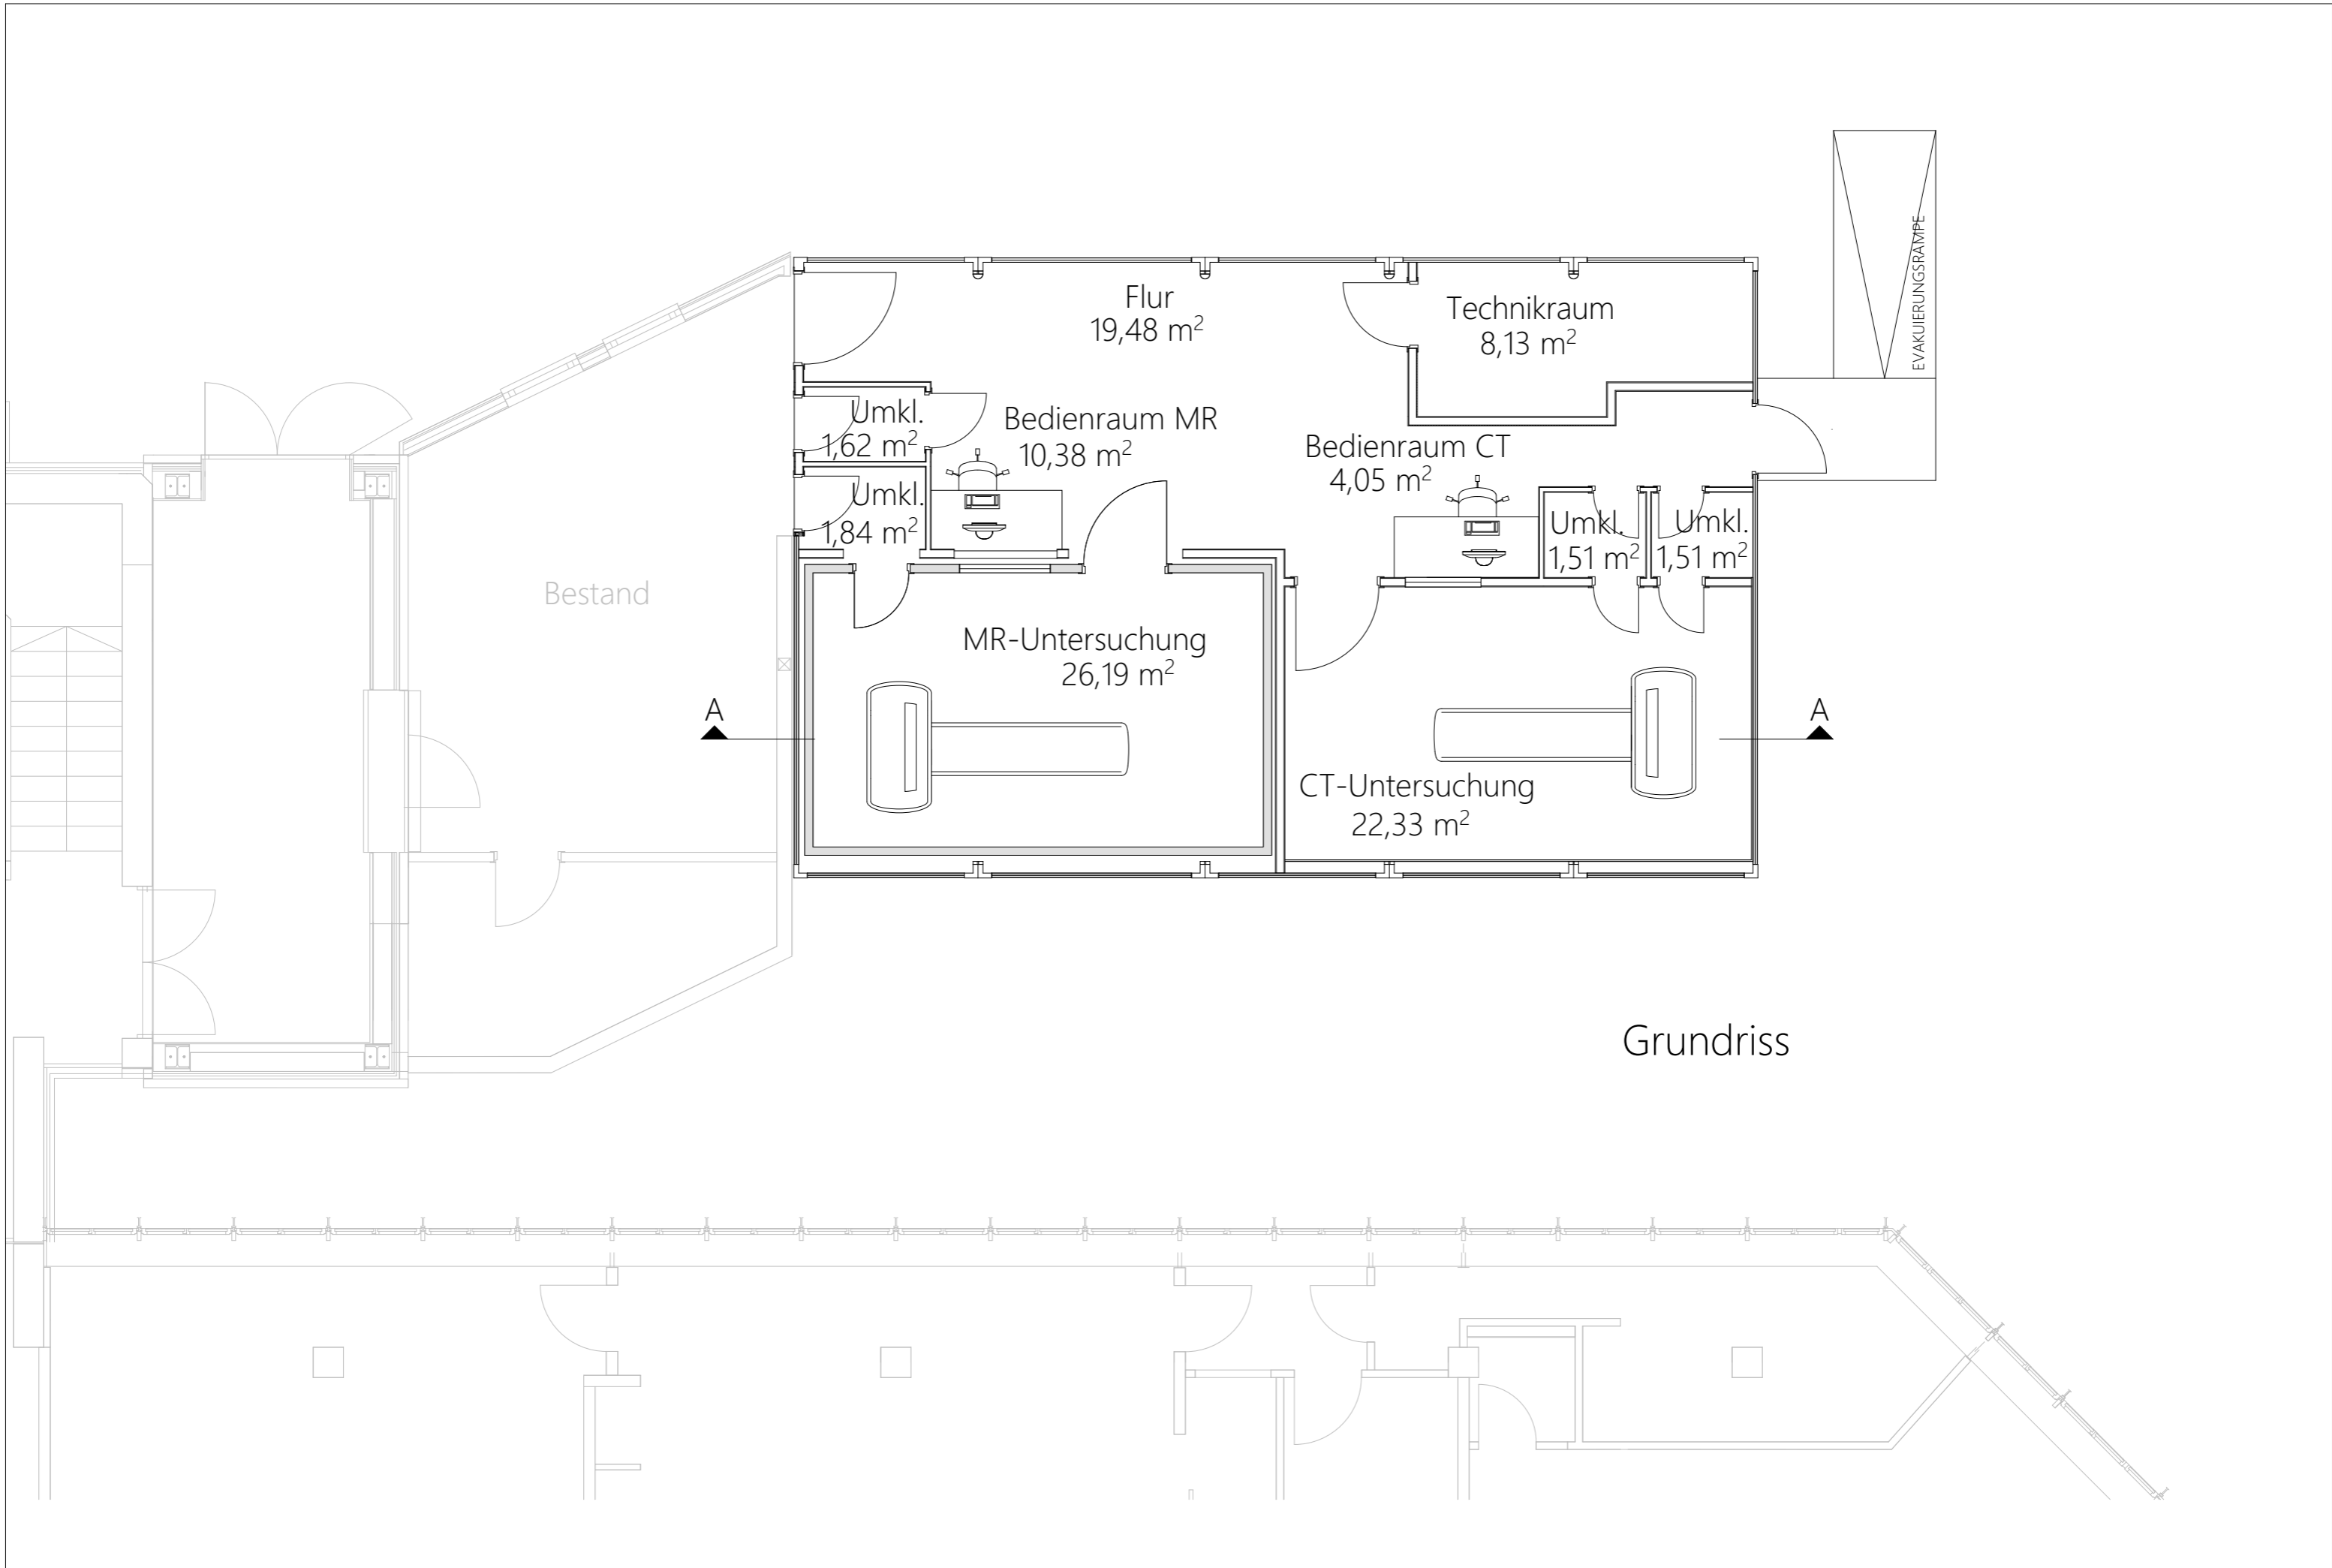 EVAKUIERUNGSRAMPE
Flur
19,48 m²
Technikraum
8,13 m²
Umkl.
1,62 m²
Bedienraum MR
10,38 m²
Bedienraum CT
4,05 m²
Umkl.
1,84 m²
Umkl.
1,51 m²
Umkl.
1,51 m²
Bestand
MR-Untersuchung
26,19 m²
A
A
CT-Untersuchung
22,33 m²
Grundriss